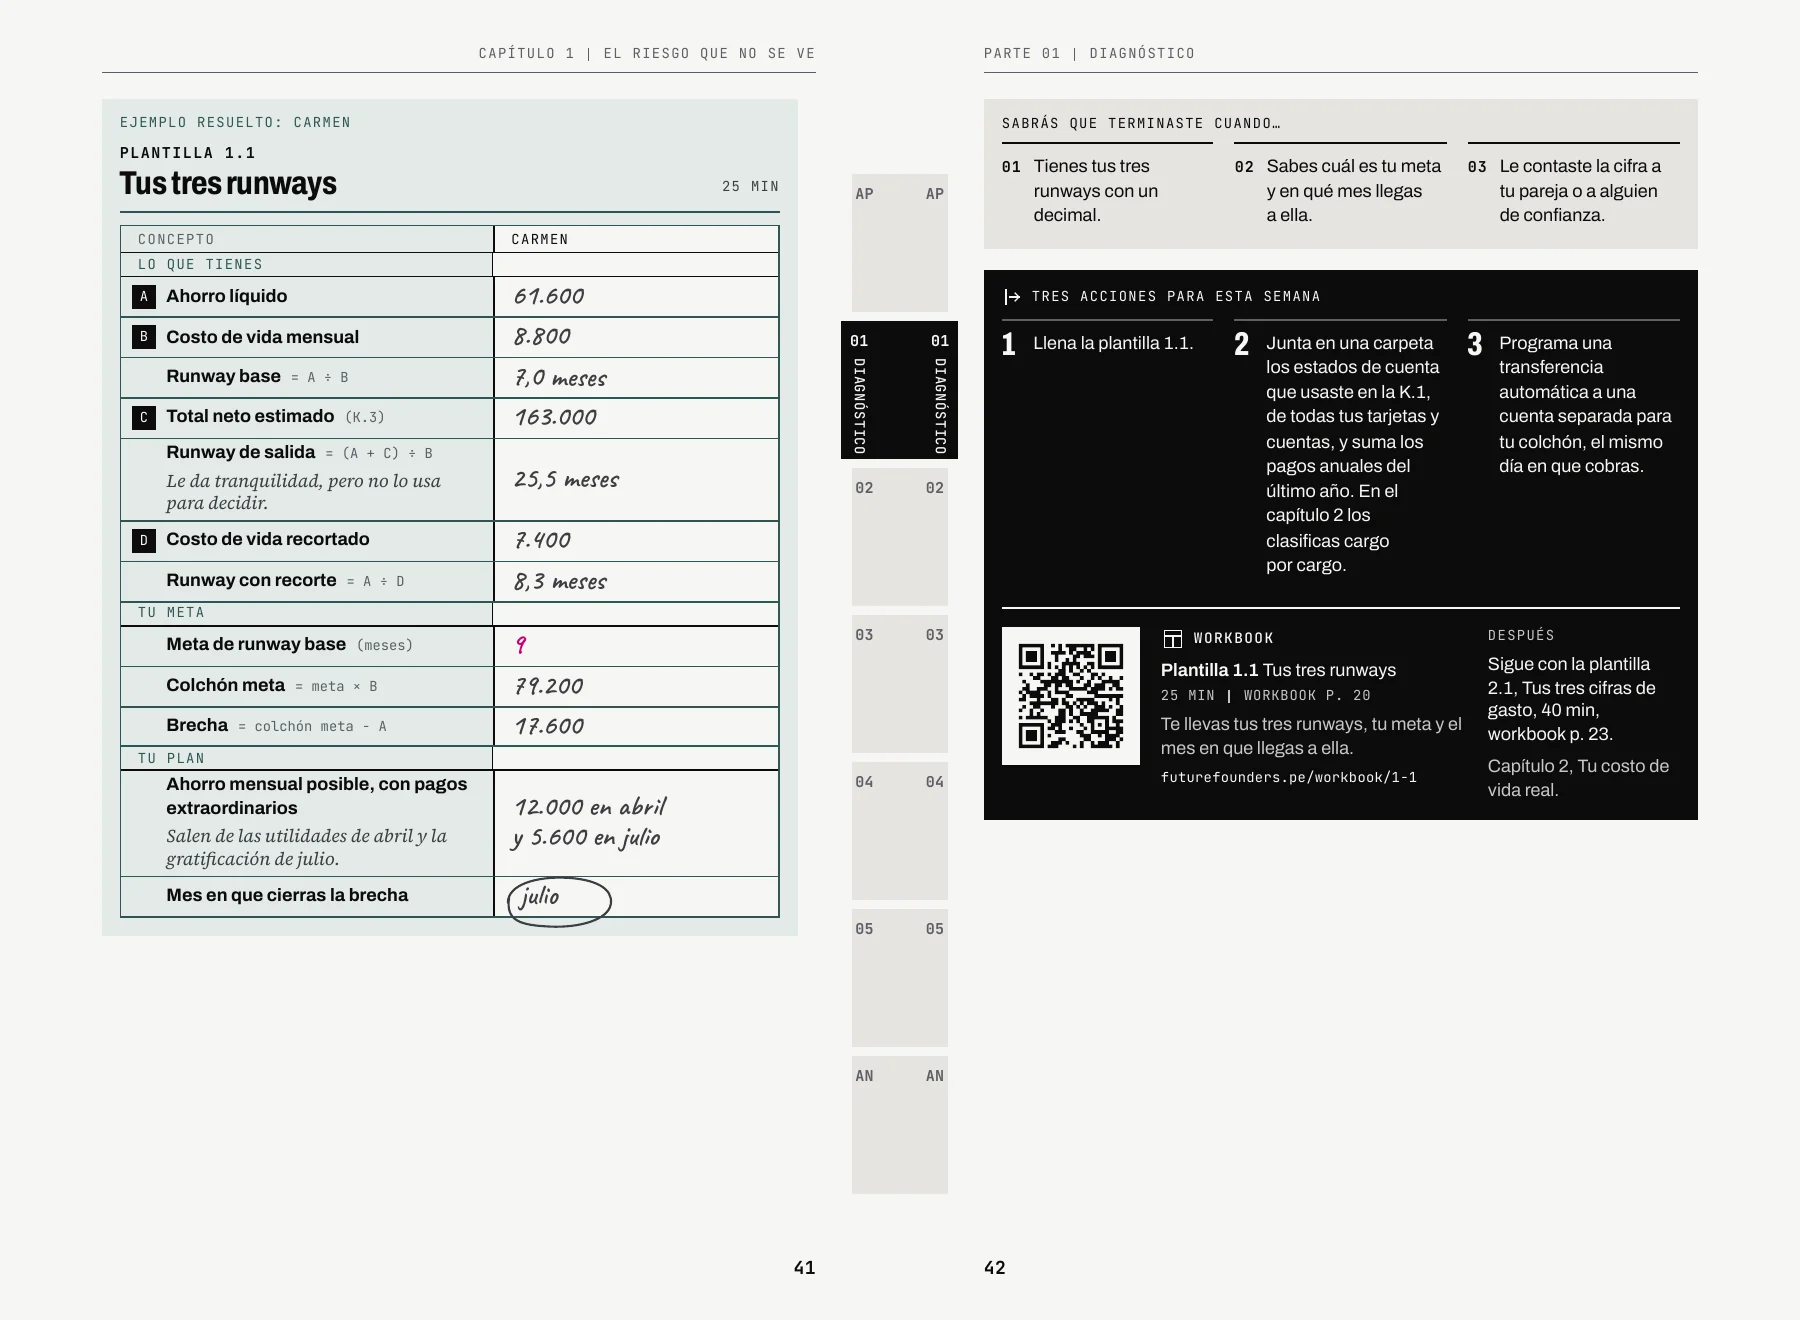 CAPÍTULO 1 | EL RIESGO QUE NO SE VE
EJEMPLO RESUELTO: CARMEN
PLANTILLA 1.1
Tus tres runways
25 MIN
CONCEPTO CARMEN
LO QUE TIENES
A Ahorro líquido 61.600
B Costo de vida mensual 8.800
Runway base = A ÷ B 7,0 meses
C Total neto estimado (K.3) 163.000
Runway de salida = (A + C) ÷ B
Le da tranquilidad, pero no lo usa
para decidir.
25,5 meses
D Costo de vida recortado 7.400
Runway con recorte = A ÷ D 8,3 meses
TU META
Meta de runway base (meses) 9
Colchón meta = meta × B 79.200
Brecha = colchón meta - A 17.600
TU PLAN
Ahorro mensual posible, con pagos
extraordinarios
Salen de las utilidades de abril y la
gratificación de julio.
12.000 en abril
y 5.600 en julio
Mes en que cierras la brecha julio
41
AP AP
01 01
DIAGNÓSTICO DIAGNÓSTICO
02 02
03 03
04 04
05 05
AN AN
PARTE 01 | DIAGNÓSTICO
SABRÁS QUE TERMINASTE CUANDO…
01 Tienes tus tres
runways con un
decimal.
02 Sabes cuál es tu meta
y en qué mes llegas
a ella.
03 Le contaste la cifra a
tu pareja o a alguien
de confianza.
TRES ACCIONES PARA ESTA SEMANA
1 Llena la plantilla 1.1.
2 Junta en una carpeta
los estados de cuenta
que usaste en la K.1,
de todas tus tarjetas y
cuentas, y suma los
pagos anuales del
último año. En el
capítulo 2 los
clasificas cargo
por cargo.
3 Programa una
transferencia
automática a una
cuenta separada para
tu colchón, el mismo
día en que cobras.
WORKBOOK
Plantilla 1.1 Tus tres runways
25 MIN | WORKBOOK P. 20
Te llevas tus tres runways, tu meta y el
mes en que llegas a ella.
futurefounders.pe/workbook/1-1
DESPUÉS
Sigue con la plantilla
2.1, Tus tres cifras de
gasto, 40 min,
workbook p. 23.
Capítulo 2, Tu costo de
vida real.
42